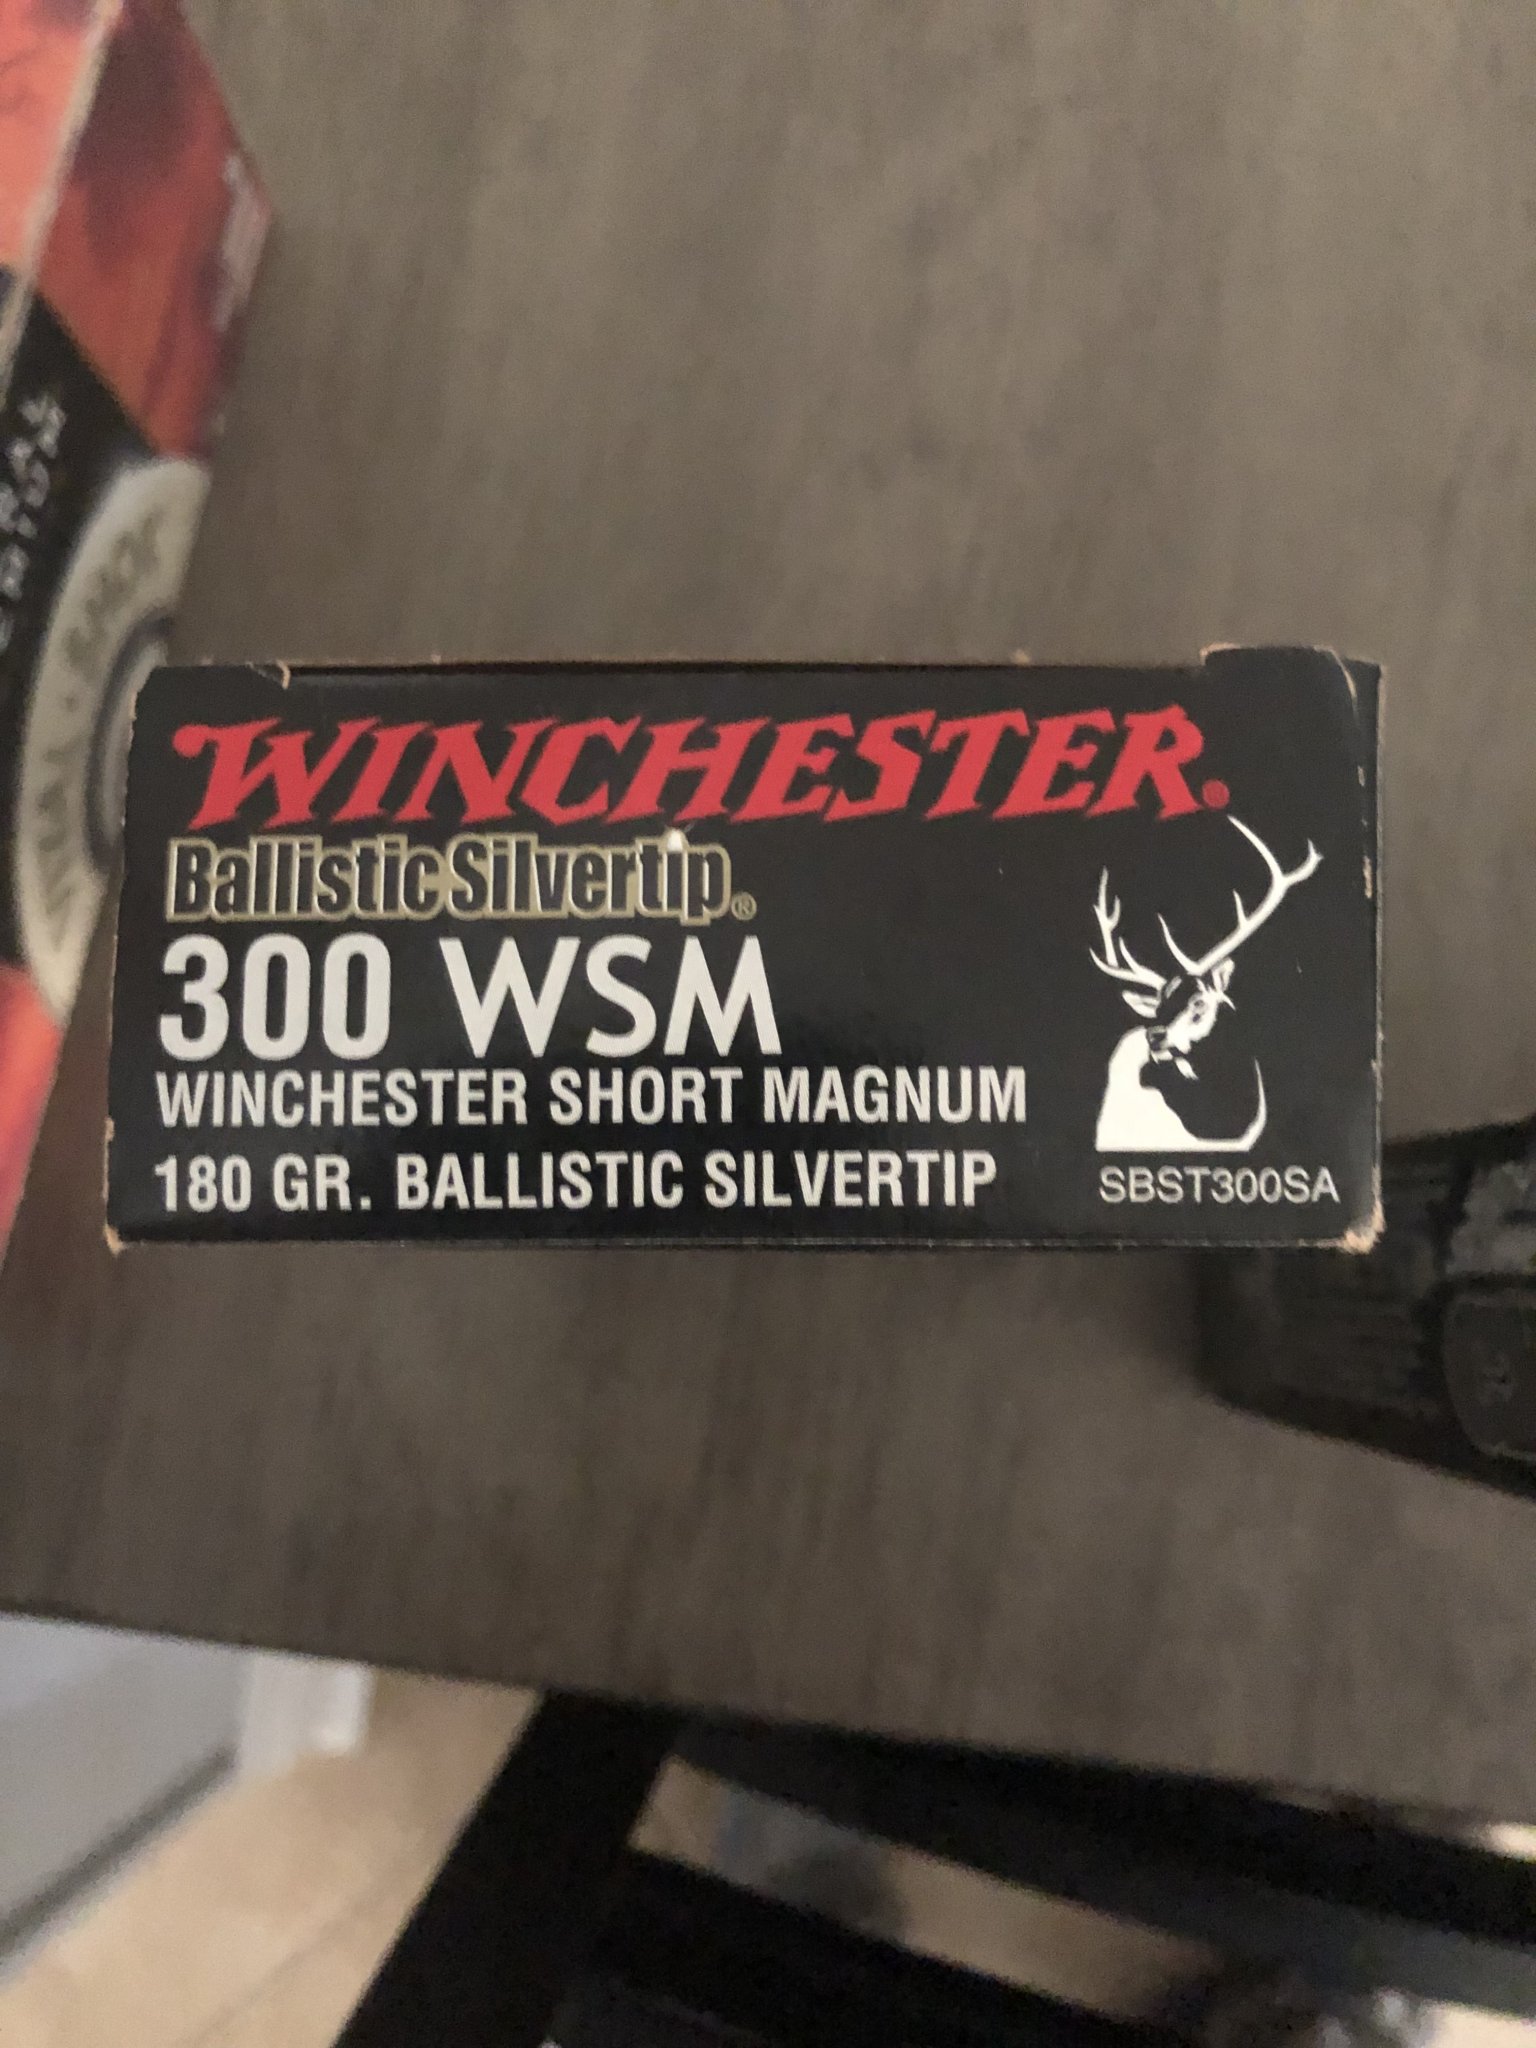 WINCHESTER®
Ballistic Silvertip®
300 WSM
WINCHESTER SHORT MAGNUM
180 GR. BALLISTIC SILVERTIP
SBST300SA